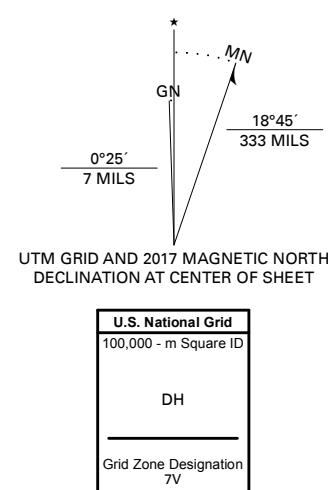 ★
MN
GN
18°45´
333 MILS
0°25´
7 MILS
UTM GRID AND 2017 MAGNETIC NORTH
DECLINATION AT CENTER OF SHEET
U.S. National Grid
100,000 - m Square ID
DH
Grid Zone Designation
7V